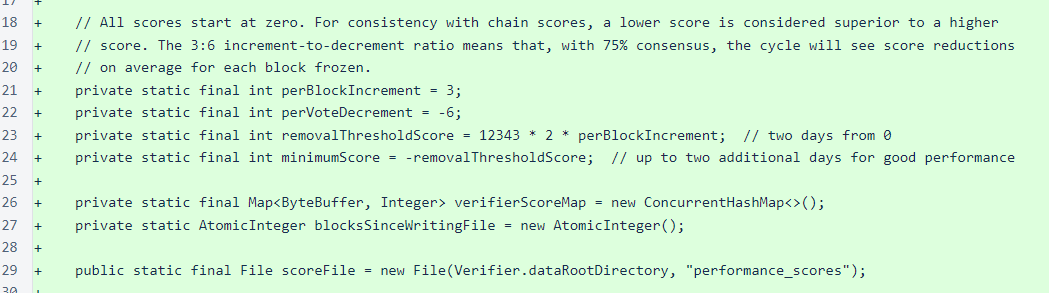 17 +
18 + // All scores start at zero. For consistency with chain scores, a lower score is considered superior to a higher
19 + // score. The 3:6 increment-to-decrement ratio means that, with 75% consensus, the cycle will see score reductions
20 + // on average for each block frozen.
21 + private static final int perBlockIncrement = 3;
22 + private static final int perVoteDecrement = -6;
23 + private static final int removalThresholdScore = 12343 * 2 * perBlockIncrement;  // two days from 0
24 + private static final int minimumScore = -removalThresholdScore;  // up to two additional days for good performance
25 +
26 + private static final Map<ByteBuffer, Integer> verifierScoreMap = new ConcurrentHashMap<>();
27 + private static AtomicInteger blocksSinceWritingFile = new AtomicInteger();
28 +
29 + public static final File scoreFile = new File(Verifier.dataRootDirectory, "performance_scores");
30 +